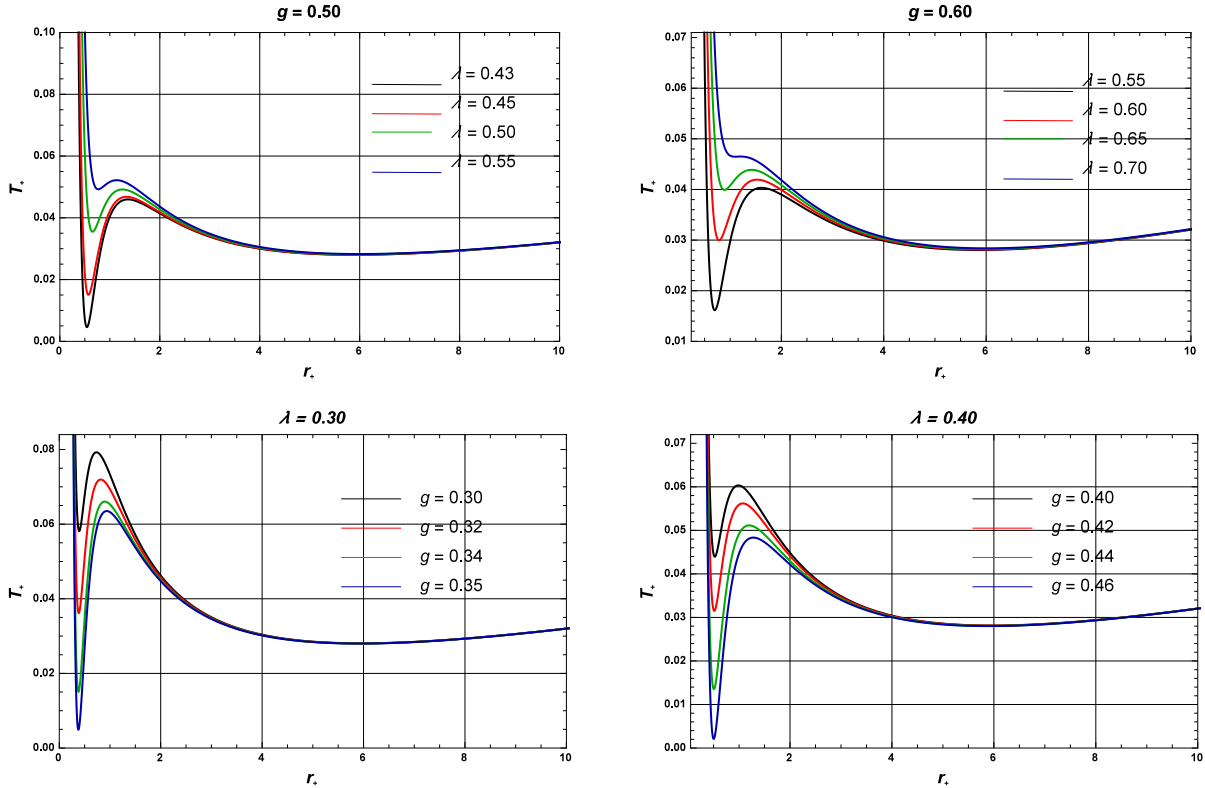 g = 0.50
0.10
0.08
0.06
0.04
0.02
0.00
T₊
λ = 0.43
λ = 0.45
λ = 0.50
λ = 0.55
0 2 4 6 8 10
r₊
g = 0.60
0.07
0.06
0.05
0.04
0.03
0.02
0.01
T₊
λ = 0.55
λ = 0.60
λ = 0.65
λ = 0.70
2 4 6 8 10
r₊
λ = 0.30
0.08
0.06
0.04
0.02
0.00
T₊
g = 0.30
g = 0.32
g = 0.34
g = 0.35
0 2 4 6 8 10
r₊
λ = 0.40
0.07
0.06
0.05
0.04
0.03
0.02
0.01
0.00
T₊
g = 0.40
g = 0.42
g = 0.44
g = 0.46
2 4 6 8 10
r₊